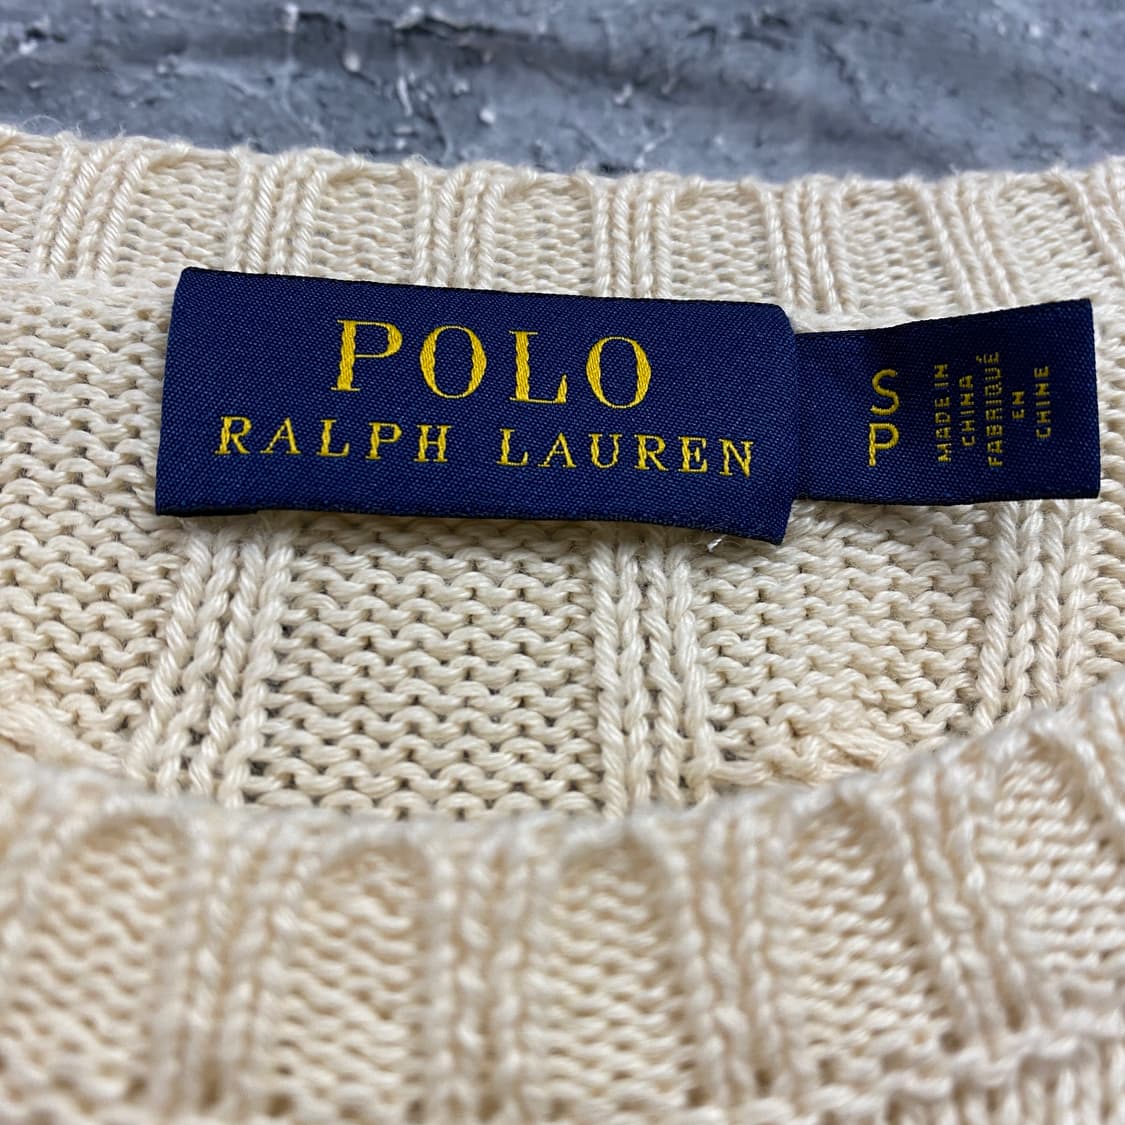 POLO
RALPH LAUREN
S
P
MADE IN
CHINA
FABRIQUÉ
EN
CHINE